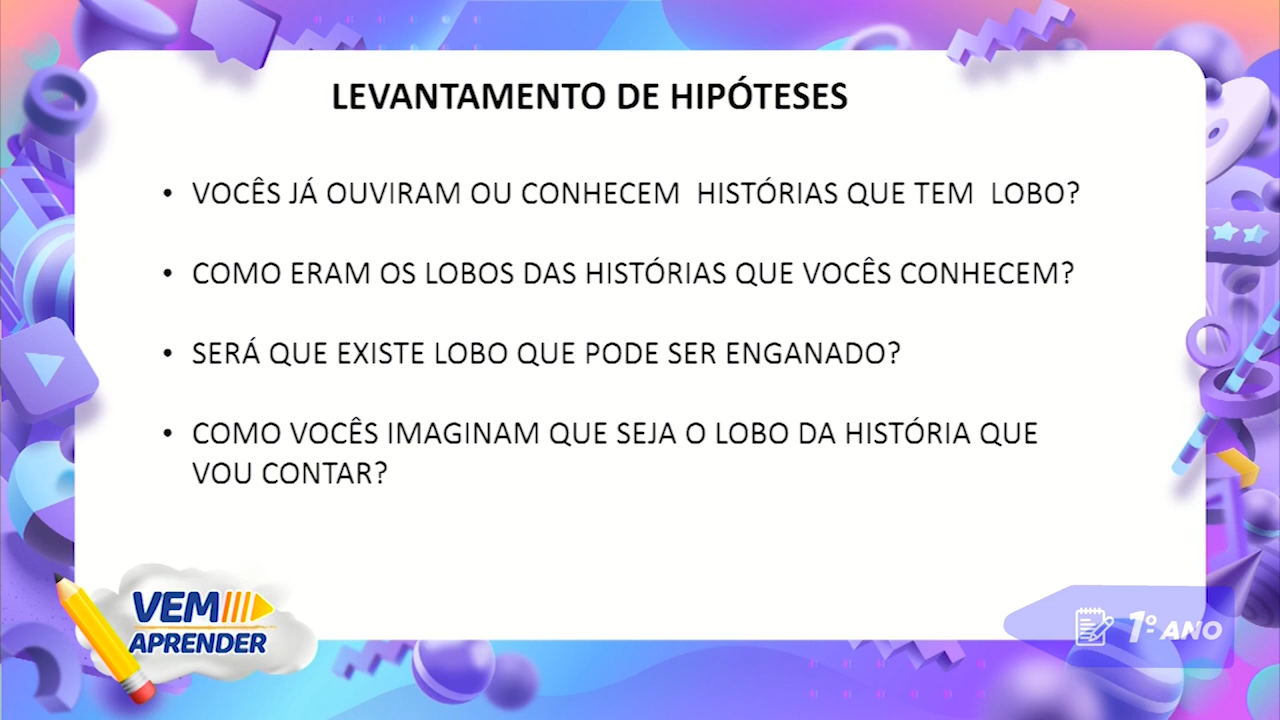 LEVANTAMENTO DE HIPÓTESES
• VOCÊS JÁ OUVIRAM OU CONHECEM HISTÓRIAS QUE TEM LOBO?
• COMO ERAM OS LOBOS DAS HISTÓRIAS QUE VOCÊS CONHECEM?
• SERÁ QUE EXISTE LOBO QUE PODE SER ENGANADO?
• COMO VOCÊS IMAGINAM QUE SEJA O LOBO DA HISTÓRIA QUE
VOU CONTAR?
VEM
APRENDER
1º ANO